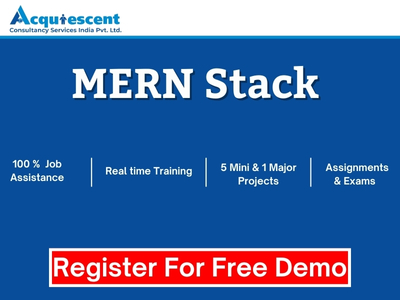 Acquiescent
Consultancy Services India Pvt. Ltd.
MERN Stack
100 % Job
Assistance
Real time Training
5 Mini & 1 Major
Projects
Assignments
& Exams
Register For Free Demo